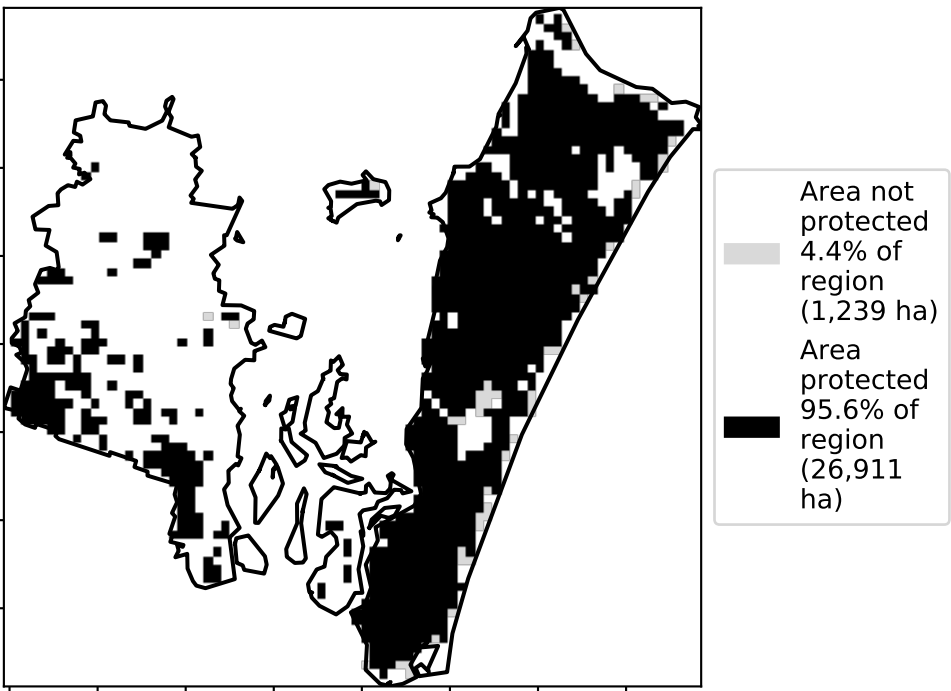 Area not
protected
4.4% of
region
(1,239 ha)
Area
protected
95.6% of
region
(26,911
ha)